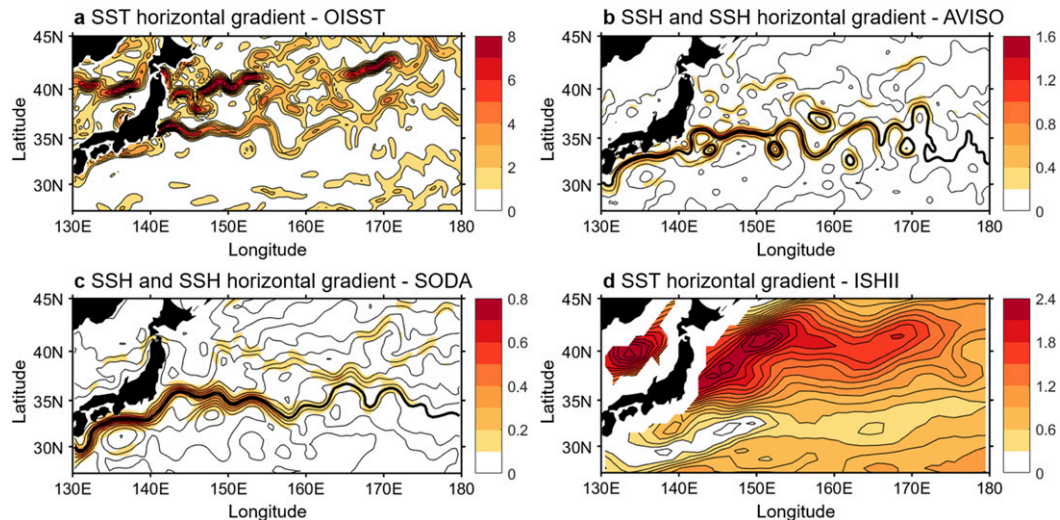 a SST horizontal gradient - OISST
45N
40N
35N
30N
Latitude
130E 140E 150E 160E 170E 180
Longitude
8
6
4
2
0
b SSH and SSH horizontal gradient - AVISO
45N
40N
35N
30N
Latitude
130E 140E 150E 160E 170E 180
Longitude
1.6
1.2
0.8
0.4
0
c SSH and SSH horizontal gradient - SODA
45N
40N
35N
30N
Latitude
130E 140E 150E 160E 170E 180
Longitude
0.8
0.6
0.4
0.2
0
d SST horizontal gradient - ISHII
45N
40N
35N
30N
Latitude
130E 140E 150E 160E 170E 180
Longitude
2.4
1.8
1.2
0.6
0